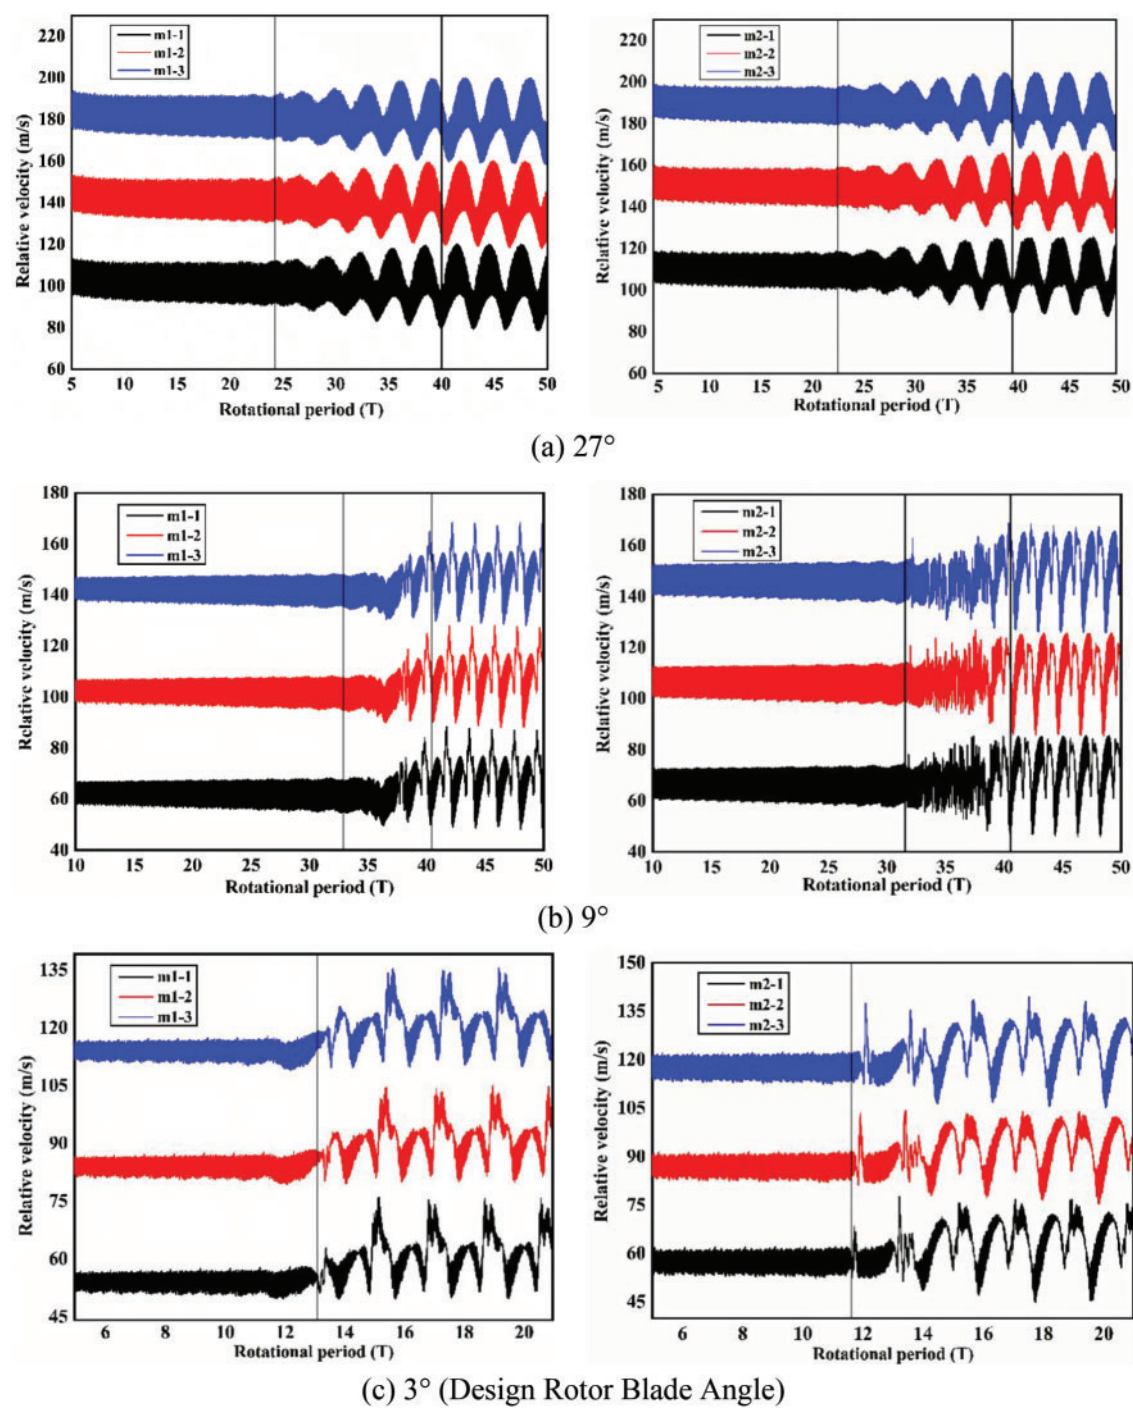 220
200
180
160
140
120
100
80
60
Relative velocity (m/s)
m1-1
m1-2
m1-3
5 10 15 20 25 30 35 40 45 50
Rotational period (T)
220
200
180
160
140
120
100
80
60
Relative velocity (m/s)
m2-1
m2-2
m2-3
5 10 15 20 25 30 35 40 45 50
Rotational period (T)
(a) 27°
180
160
140
120
100
80
60
40
Relative velocity (m/s)
m1-1
m1-2
m1-3
10 15 20 25 30 35 40 45 50
Rotational period (T)
180
160
140
120
100
80
60
40
Relative velocity (m/s)
m2-1
m2-2
m2-3
10 15 20 25 30 35 40 45 50
Rotational period (T)
(b) 9°
135
120
105
90
75
60
45
Relative velocity (m/s)
m1-1
m1-2
m1-3
6 8 10 12 14 16 18 20
Rotational period (T)
150
135
120
105
90
75
60
45
Relative velocity (m/s)
m2-1
m2-2
m2-3
6 8 10 12 14 16 18 20
Rotational period (T)
(c) 3° (Design Rotor Blade Angle)